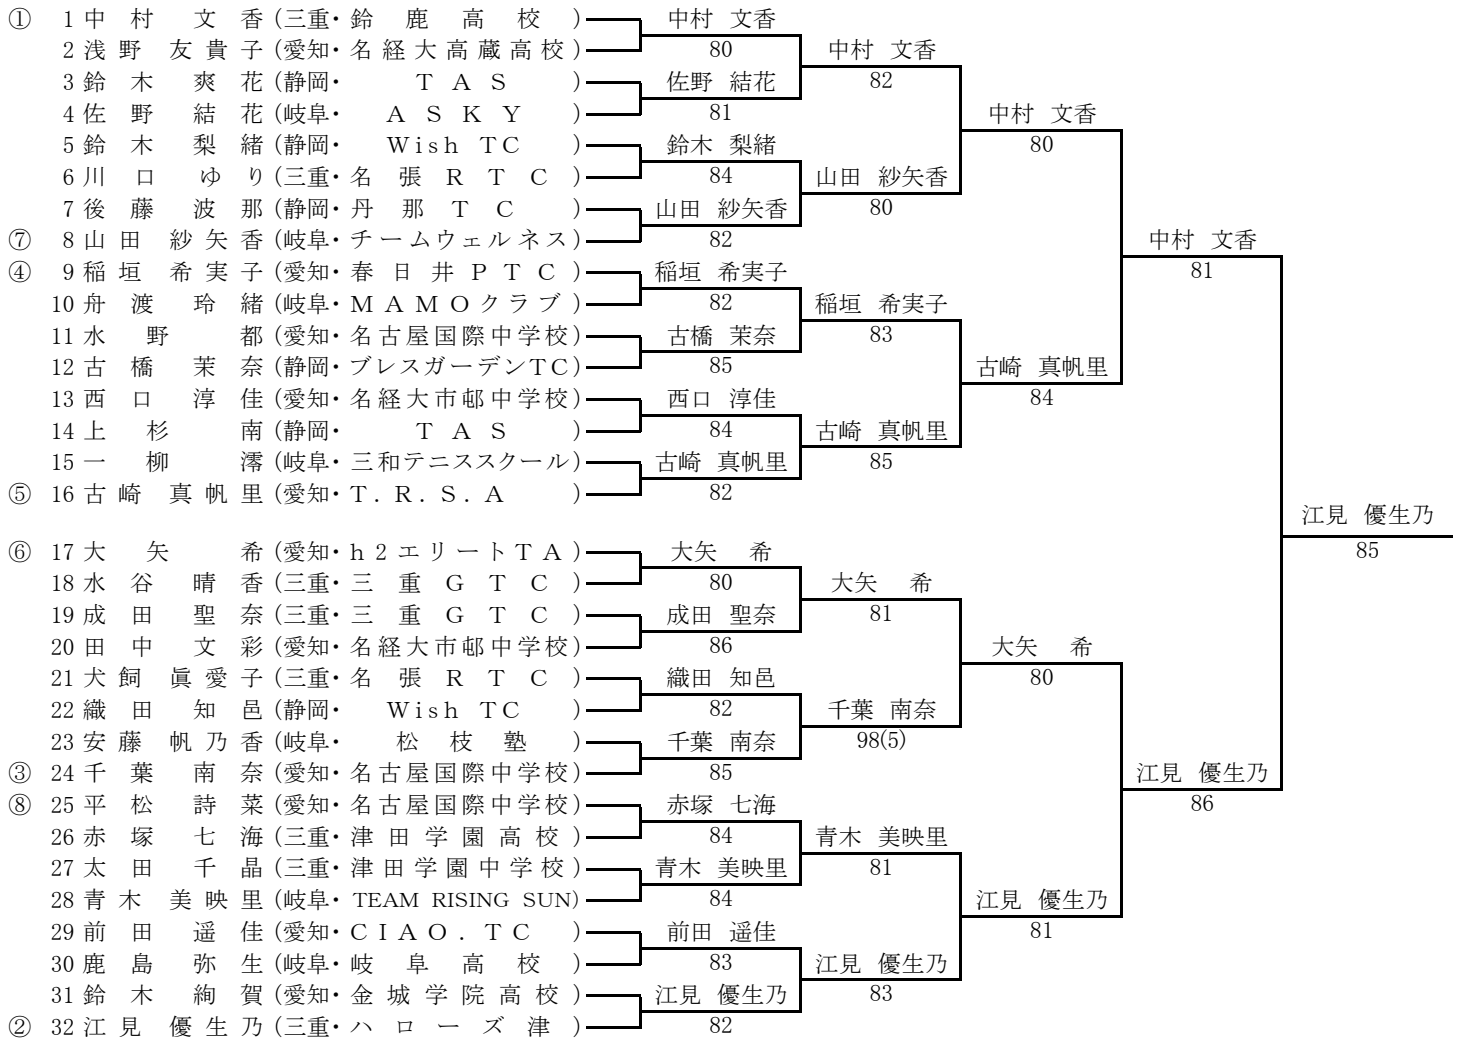 ① 1 中村 文香 (三重・鈴鹿高校) 中村 文香
2 浅野 友貴子 (愛知・名経大高蔵高校) 80 中村 文香
3 鈴木 爽花 (静岡・TAS) 佐野 結花 82
4 佐野 結花 (岐阜・ASKY) 81 中村 文香
5 鈴木 梨緒 (静岡・Wish TC) 鈴木 梨緒 80
6 川口 ゆり (三重・名張RTC) 84 山田 紗矢香
7 後藤 波那 (静岡・丹那TC) 山田 紗矢香 80
⑦ 8 山田 紗矢香 (岐阜・チームウェルネス) 82 中村 文香
④ 9 稲垣 希実子 (愛知・春日井PTC) 稲垣 希実子 81
10 舟渡 玲緒 (岐阜・MAMOクラブ) 82 稲垣 希実子
11 水野 都 (愛知・名古屋国際中学校) 古橋 茉奈 83
12 古橋 茉奈 (静岡・ブレスガーデンTC) 85 古崎 真帆里
13 西口 淳佳 (愛知・名経大市邨中学校) 西口 淳佳 84
14 上杉 南 (静岡・TAS) 84 古崎 真帆里
15 一柳 澪 (岐阜・三和テニススクール) 古崎 真帆里 85
⑤ 16 古崎 真帆里 (愛知・T.R.S.A) 82
江見 優生乃
85
⑥ 17 大矢 希 (愛知・h2エリートTA) 大矢 希
18 水谷 晴香 (三重・三重GTC) 80 大矢 希
19 成田 聖奈 (三重・三重GTC) 成田 聖奈 81
20 田中 文彩 (愛知・名経大市邨中学校) 86 大矢 希
21 犬飼 眞愛子 (三重・名張RTC) 織田 知邑 80
22 織田 知邑 (静岡・Wish TC) 82 千葉 南奈
23 安藤 帆乃香 (岐阜・松枝塾) 千葉 南奈 98(5)
③ 24 千葉 南奈 (愛知・名古屋国際中学校) 85 江見 優生乃
⑧ 25 平松 詩菜 (愛知・名古屋国際中学校) 赤塚 七海 86
26 赤塚 七海 (三重・津田学園高校) 84 青木 美映里
27 太田 千晶 (三重・津田学園中学校) 青木 美映里 81
28 青木 美映里 (岐阜・TEAM RISING SUN) 84 江見 優生乃
29 前田 遥佳 (愛知・CIAO.TC) 前田 遥佳 81
30 鹿島 弥生 (岐阜・岐阜高校) 83 江見 優生乃
31 鈴木 絢賀 (愛知・金城学院高校) 江見 優生乃 83
② 32 江見 優生乃 (三重・ハローズ津) 82